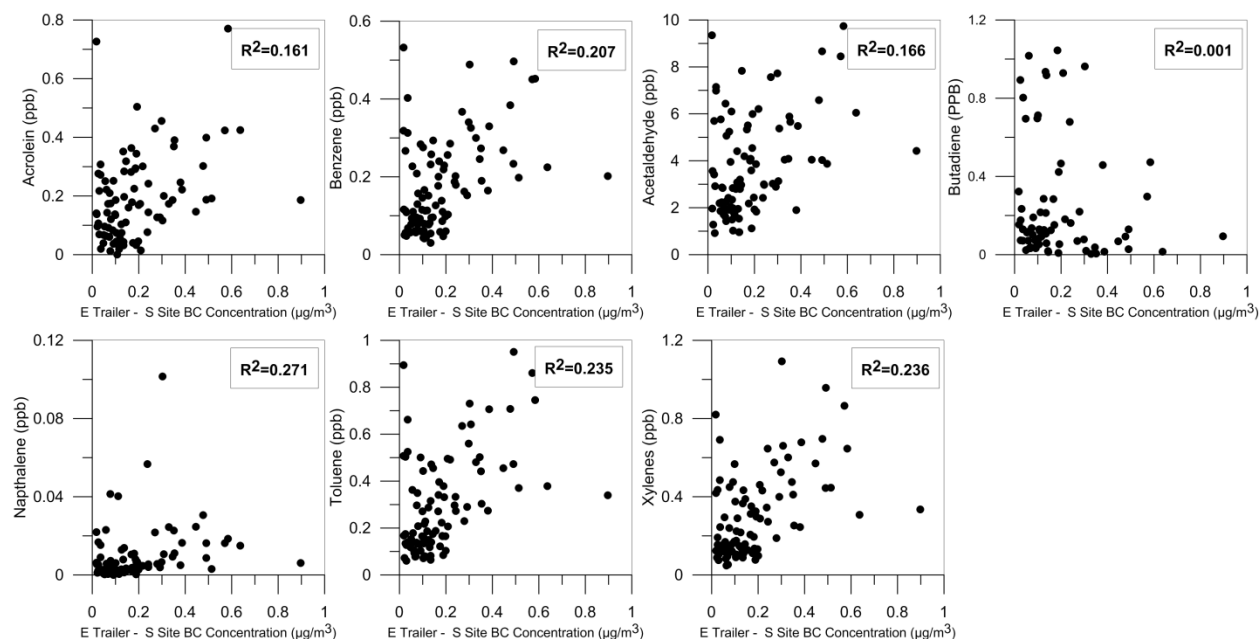 0.8
0.6
0.4
0.2
0
Acrolein (ppb)
R²=0.161
0 0.2 0.4 0.6 0.8 1
E Trailer - S Site BC Concentration (µg/m³)
0.6
0.4
0.2
0.0
Benzene (ppb)
R²=0.207
0 0.2 0.4 0.6 0.8 1
E Trailer - S Site BC Concentration (µg/m³)
10
8
6
4
2
0
Acetaldehyde (ppb)
R²=0.166
0 0.2 0.4 0.6 0.8 1
E Trailer - S Site BC Concentration (µg/m³)
1.2
0.8
0.4
0
Butadiene (PPB)
R²=0.001
0 0.2 0.4 0.6 0.8 1
E Trailer - S Site BC Concentration (µg/m³)
0.12
0.08
0.04
0
Napthalene (ppb)
R²=0.271
0 0.2 0.4 0.6 0.8 1
E Trailer - S Site BC Concentration (µg/m³)
1
0.8
0.6
0.4
0.2
0
Toluene (ppb)
R²=0.235
0 0.2 0.4 0.6 0.8 1
E Trailer - S Site BC Concentration (µg/m³)
1.20
0.8
0.4
0
Xylenes (ppb)
R²=0.236
0 0.2 0.4 0.6 0.8 1
E Trailer - S Site BC Concentration (µg/m³)